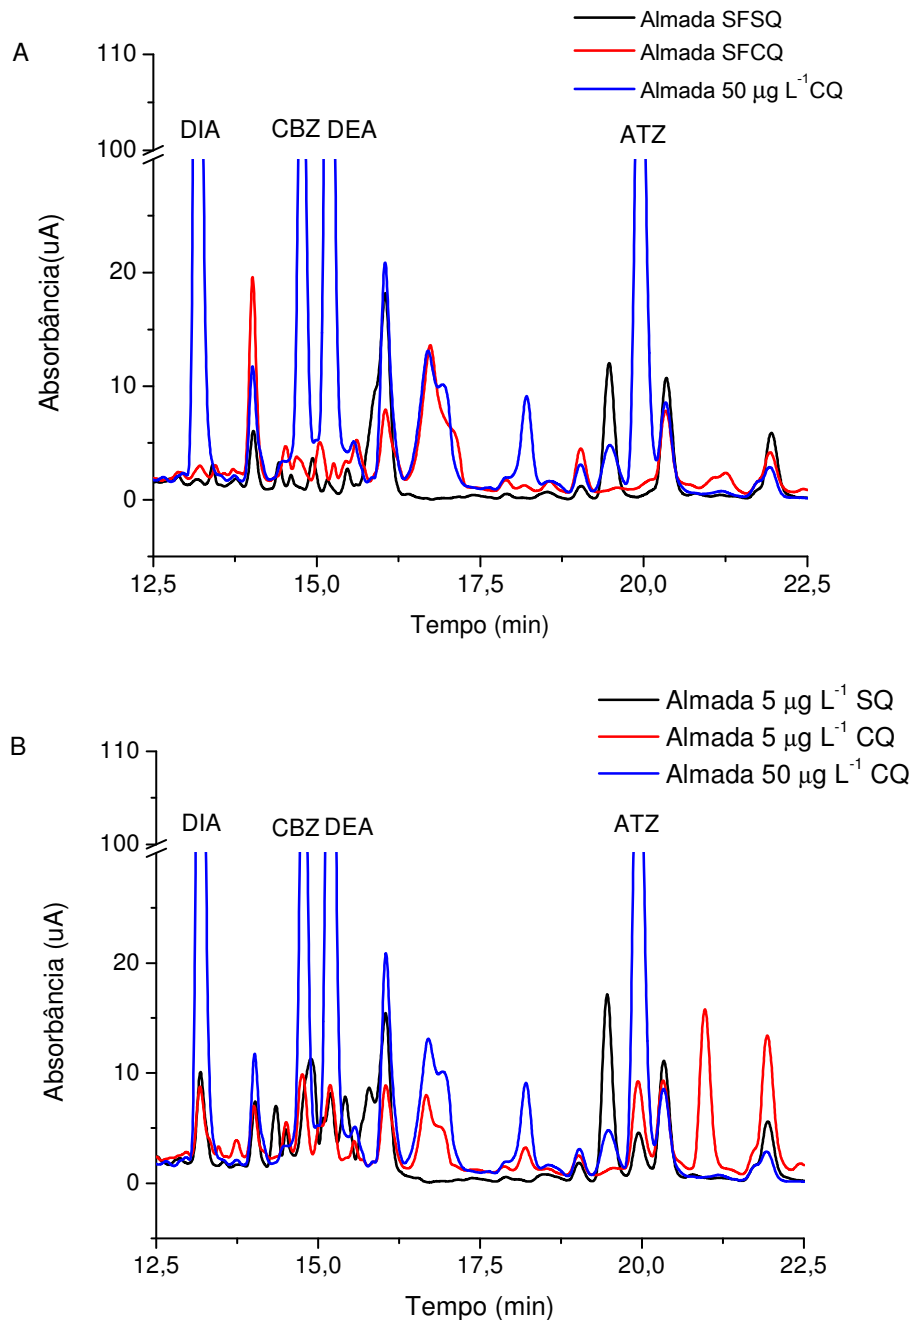 A
Almada SFSQ
Almada SFCQ
Almada 50 μg L⁻¹CQ
110
100
20
10
0
Absorbância(uA)
DIA
CBZ
DEA
ATZ
12,5
15,0
17,5
20,0
22,5
Tempo (min)
B
Almada 5 μg L⁻¹ SQ
Almada 5 μg L⁻¹ CQ
Almada 50 μg L⁻¹ CQ
110
100
20
10
0
Absorbância (uA)
DIA
CBZ
DEA
ATZ
12,5
15,0
17,5
20,0
22,5
Tempo (min)